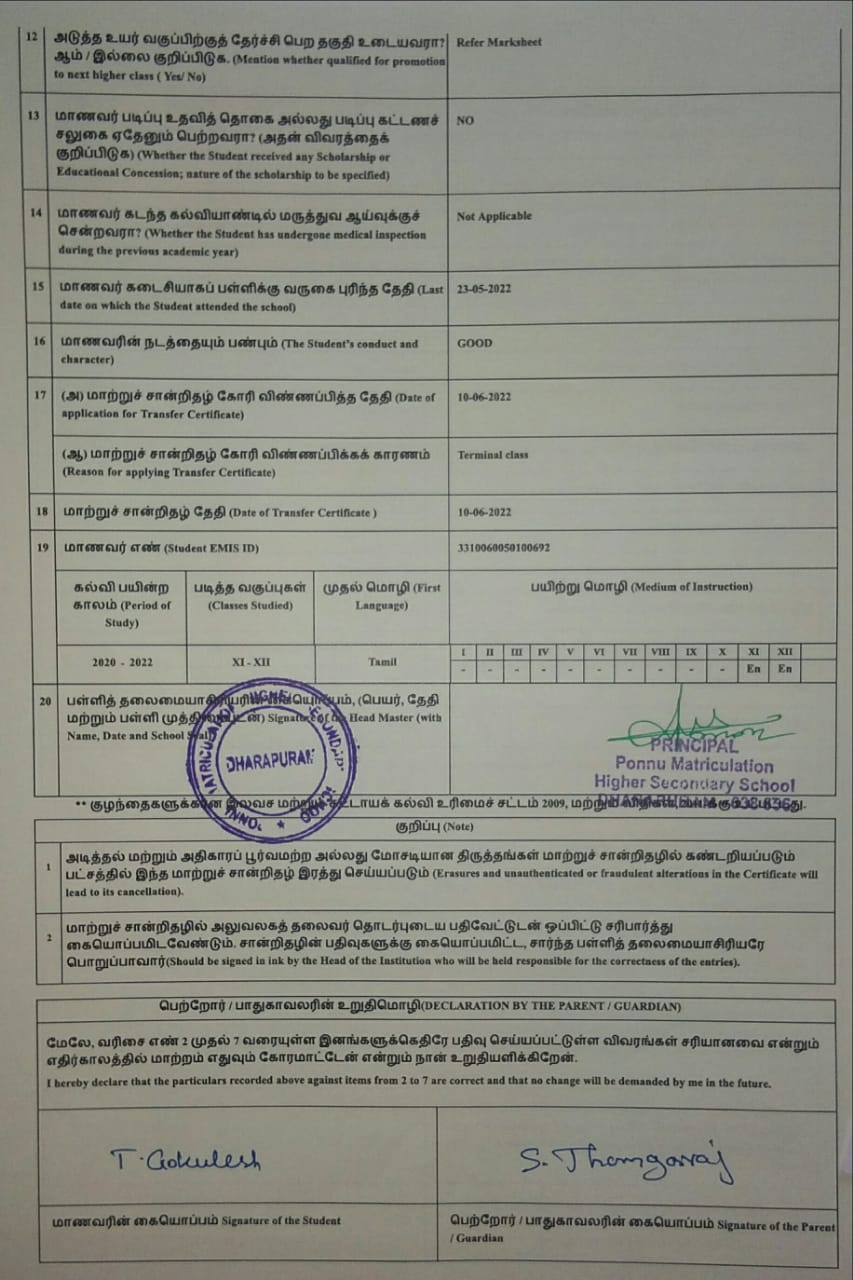 12 அடுத்த உயர் வகுப்பிற்குத் தேர்ச்சி பெற தகுதி உடையவரா? Refer Marksheet
ஆம் / இல்லை குறிப்பிடுக. (Mention whether qualified for promotion
to next higher class ( Yes/ No)
13 மாணவர் படிப்பு உதவித் தொகை அல்லது படிப்பு கட்டணச் NO
சலுகை ஏதேனும் பெற்றவரா? (அதன் விவரத்தைக்
குறிப்பிடுக) (Whether the Student received any Scholarship or
Educational Concession; nature of the scholarship to be specified)
14 மாணவர் கடந்த கல்வியாண்டில் மருத்துவ ஆய்வுக்குச் Not Applicable
சென்றவரா? (Whether the Student has undergone medical inspection
during the previous academic year)
15 மாணவர் கடைசியாகப் பள்ளிக்கு வருகை புரிந்த தேதி (Last 23-05-2022
date on which the Student attended the school)
16 மாணவரின் நடத்தையும் பண்பும் (The Student's conduct and GOOD
character)
17 (அ) மாற்றுச் சான்றிதழ் கோரி விண்ணப்பித்த தேதி (Date of 10-06-2022
application for Transfer Certificate)
(ஆ) மாற்றுச் சான்றிதழ் கோரி விண்ணப்பிக்கக் காரணம் Terminal class
(Reason for applying Transfer Certificate)
18 மாற்றுச் சான்றிதழ் தேதி (Date of Transfer Certificate ) 10-06-2022
19 மாணவர் எண் (Student EMIS ID) 3310060050100692
கல்வி பயின்ற படித்த வகுப்புகள் முதல் மொழி (First பயிற்று மொழி (Medium of Instruction)
காலம் (Period of (Classes Studied) Language)
Study)
I II III IV V VI VII VIII IX X XI XII
2020 - 2022 XI - XII Tamil - - - - - - - - - - En En
20 பள்ளித் தலைமையாசிரியரின் கையொப்பம், (பெயர், தேதி
மற்றும் பள்ளி முத்திரையுடன்) Signature of the Head Master (with
Name, Date and School Seal)
DHARAPURAM
PRINCIPAL
Ponnu Matriculation
Higher Secondary School
DHARAPURAM - 638 656
** குழந்தைகளுக்கான இலவச மற்றும் கட்டாயக் கல்வி உரிமைச் சட்டம் 2009, மற்றும்
குறிப்பு (Note)
1 அடித்தல் மற்றும் அதிகாரப் பூர்வமற்ற அல்லது மோசடியான திருத்தங்கள் மாற்றுச் சான்றிதழில் கண்டறியப்படும்
பட்சத்தில் இந்த மாற்றுச் சான்றிதழ் இரத்து செய்யப்படும் (Erasures and unauthenticated or fraudulent alterations in the Certificate will
lead to its cancellation).
2 மாற்றுச் சான்றிதழில் அலுவலகத் தலைவர் தொடர்புடைய பதிவேட்டுடன் ஒப்பிட்டு சரிபார்த்து
கையொப்பமிடவேண்டும். சான்றிதழின் பதிவுகளுக்கு கையொப்பமிட்ட, சார்ந்த பள்ளித் தலைமையாசிரியரே
பொறுப்பாவார்(Should be signed in ink by the Head of the Institution who will be held responsible for the correctness of the entries).
பெற்றோர் / பாதுகாவலரின் உறுதிமொழி(DECLARATION BY THE PARENT / GUARDIAN)
மேலே, வரிசை எண் 2 முதல் 7 வரையுள்ள இனங்களுக்கெதிரே பதிவு செய்யப்பட்டுள்ள விவரங்கள் சரியானவை என்றும்
எதிர்காலத்தில் மாற்றம் எதுவும் கோரமாட்டேன் என்றும் நான் உறுதியளிக்கிறேன்.
I hereby declare that the particulars recorded above against items from 2 to 7 are correct and that no change will be demanded by me in the future.
T. Gokulesh S. Thangarraj
மாணவரின் கையொப்பம் Signature of the Student பெற்றோர் / பாதுகாவலரின் கையொப்பம் Signature of the Parent
/ Guardian